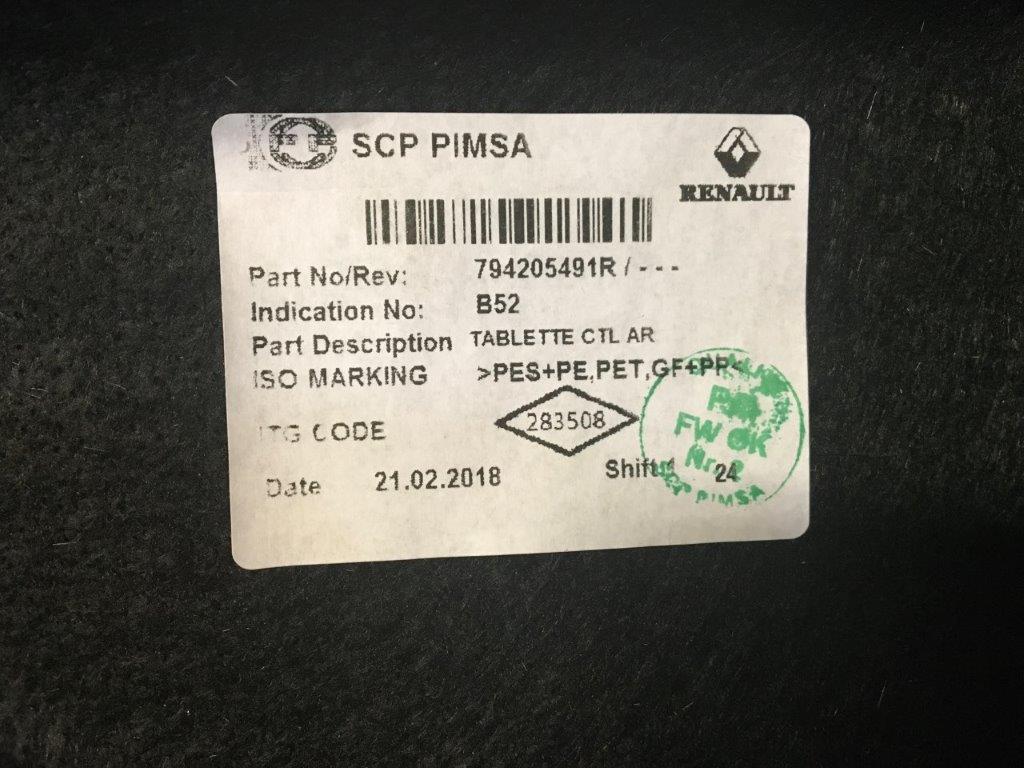 SCP PIMSA
RENAULT
Part No/Rev: 794205491R / - - -
Indication No: B52
Part Description TABLETTE CTL AR
ISO MARKING >PES+PE,PET,GF+PP<
ITG CODE 283508
Date 21.02.2018 Shift: 24
FW OK
PIMSA